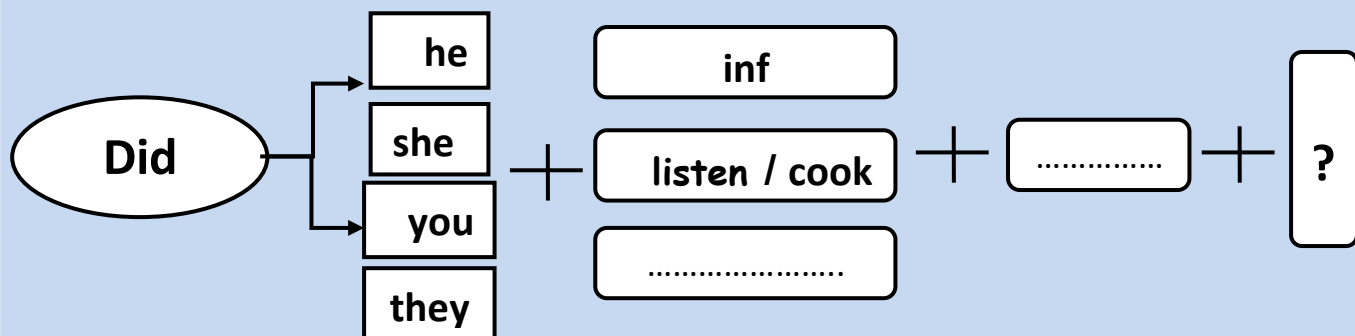 Did
he
she
you
they
inf
listen / cook
…………………..
……………
?